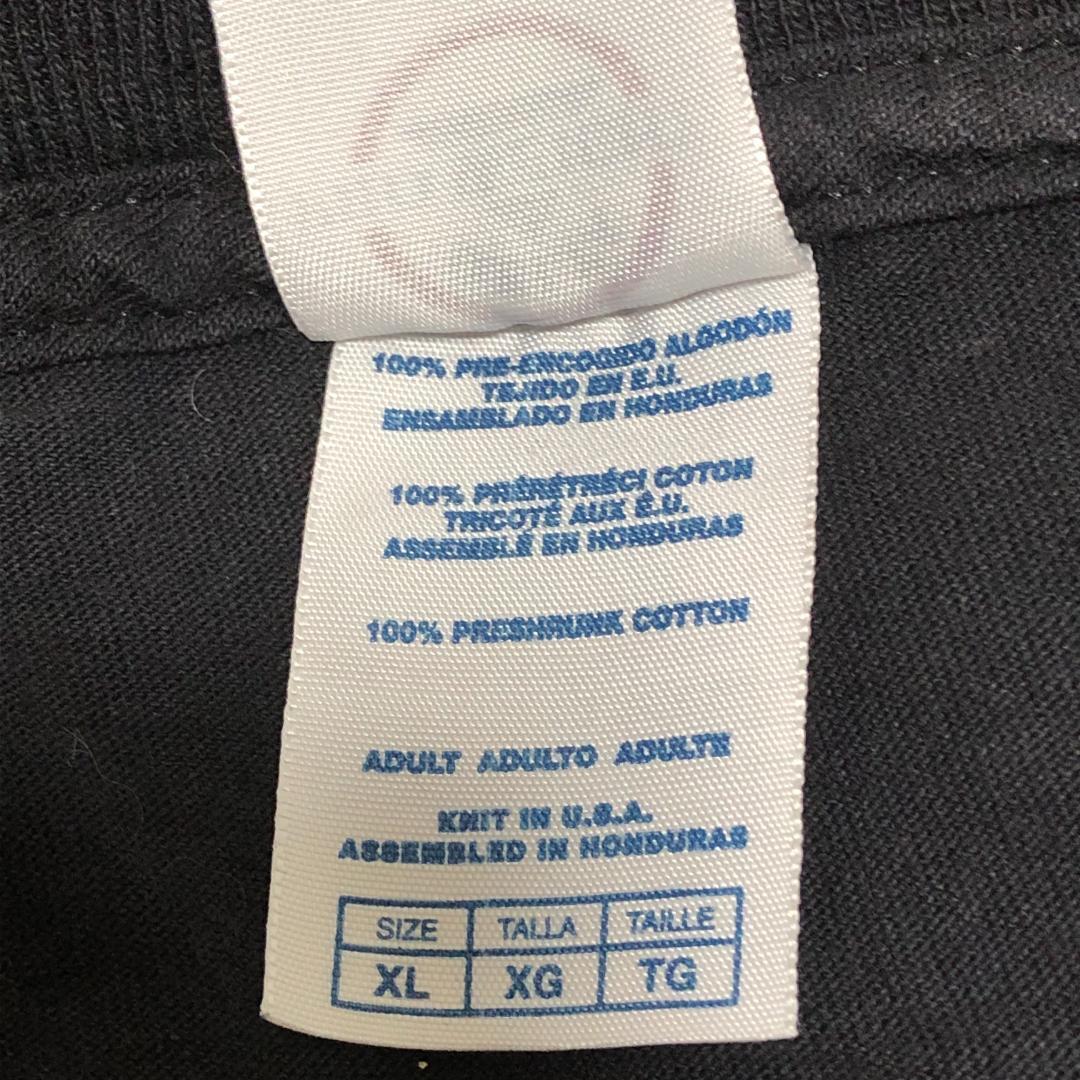 100% PRE-ENCOGIDO ALGODÓN
TEJIDO EN E.U.
ENSAMBLADO EN HONDURAS
100% PRÉRÉTRÉCI COTON
TRICOTÉ AUX É.U.
ASSEMBLÉ EN HONDURAS
100% PRESHRUNK COTTON
ADULT ADULTO ADULTE
KNIT IN U.S.A.
ASSEMBLED IN HONDURAS
SIZE TALLA TAILLE
XL XG TG